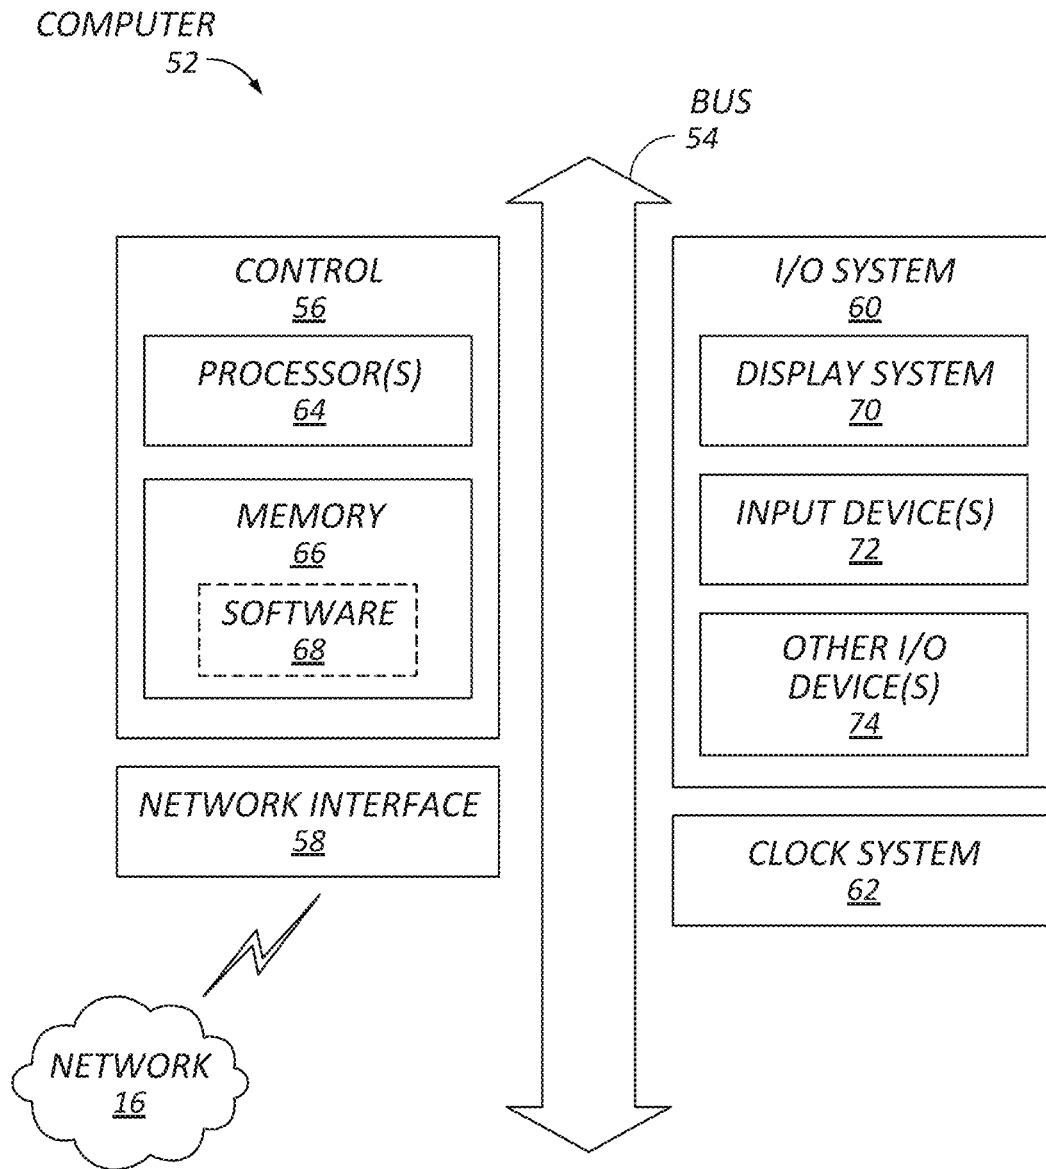 COMPUTER
52
BUS
54
CONTROL
56
PROCESSOR(S)
64
MEMORY
66
SOFTWARE
68
NETWORK INTERFACE
58
NETWORK
16
I/O SYSTEM
60
DISPLAY SYSTEM
70
INPUT DEVICE(S)
72
OTHER I/O
DEVICE(S)
74
CLOCK SYSTEM
62